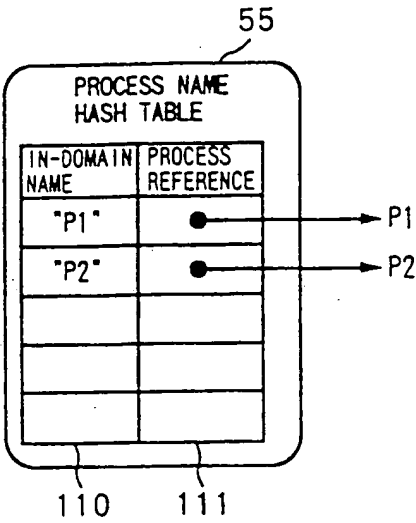 55
PROCESS NAME
HASH TABLE
IN-DOMAIN PROCESS
NAME REFERENCE
"P1" P1
"P2" P2
110 111